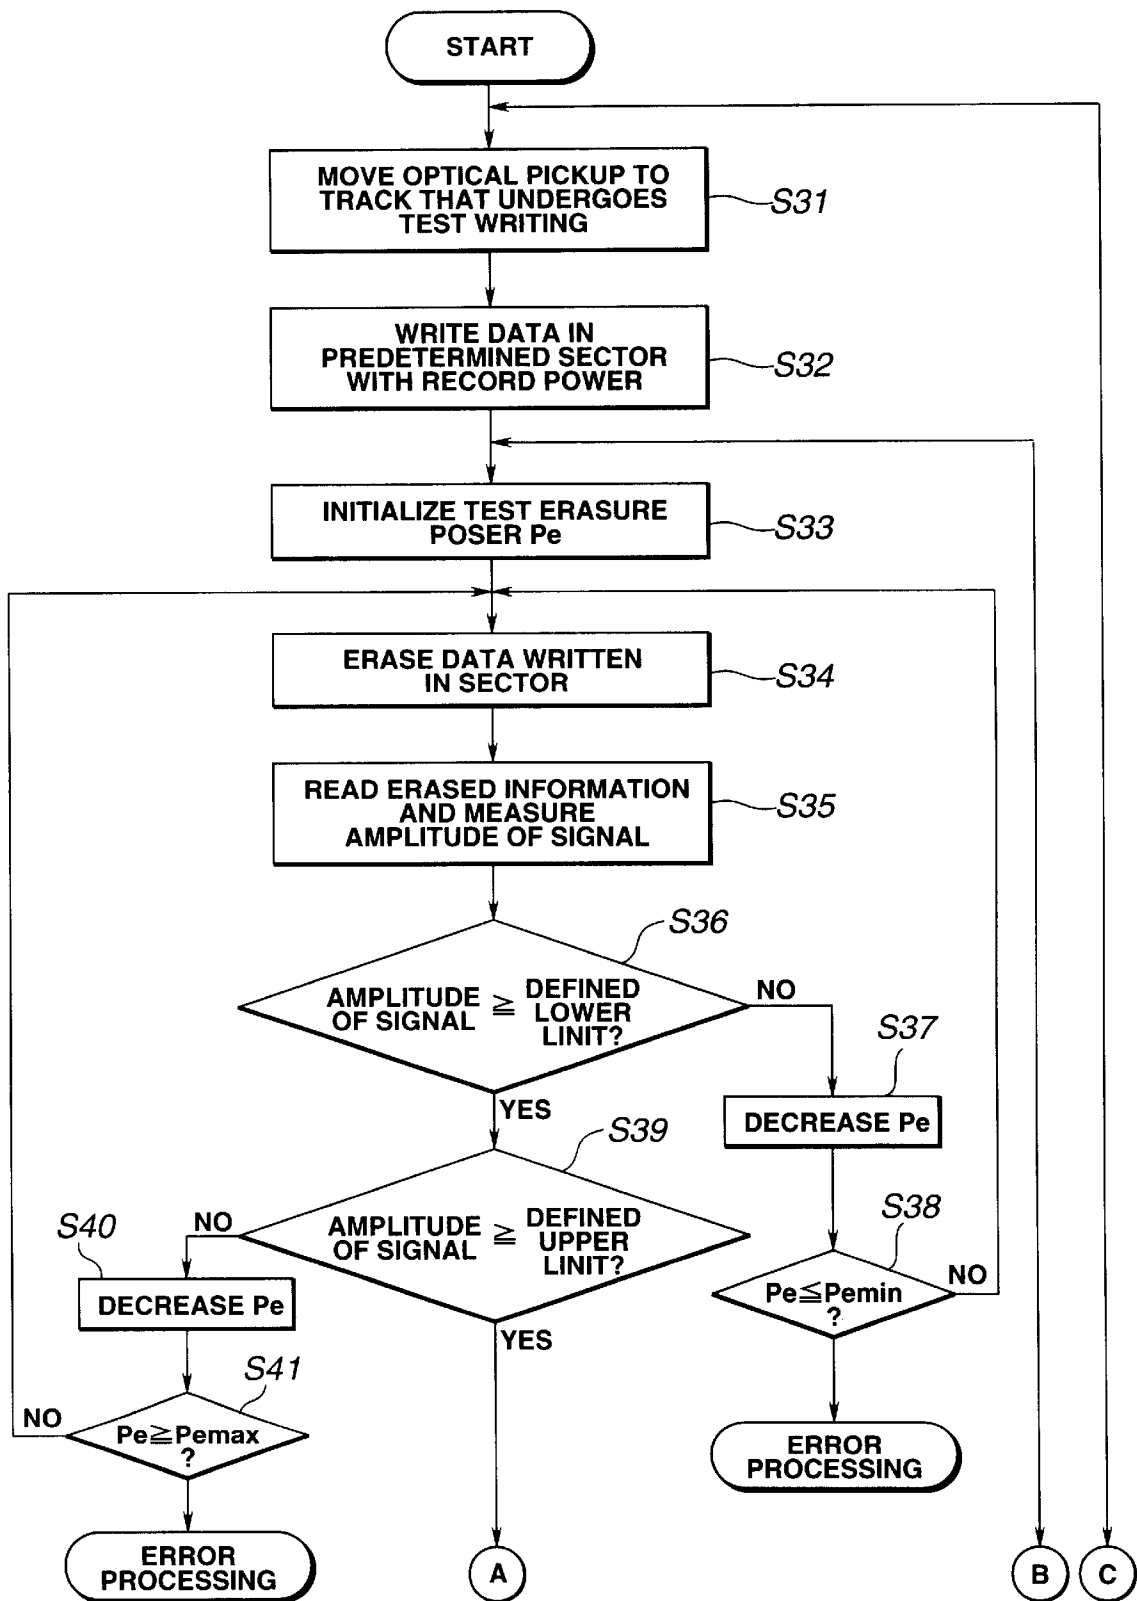 START
MOVE OPTICAL PICKUP TO
TRACK THAT UNDERGOES
TEST WRITING
S31
WRITE DATA IN
PREDETERMINED SECTOR
WITH RECORD POWER
S32
INITIALIZE TEST ERASURE
POSER Pe
S33
ERASE DATA WRITTEN
IN SECTOR
S34
READ ERASED INFORMATION
AND MEASURE
AMPLITUDE OF SIGNAL
S35
S36
AMPLITUDE
OF SIGNAL
≧
DEFINED
LOWER
LINIT?
NO
YES
S37
DECREASE Pe
S38
Pe≦Pemin
?
NO
ERROR
PROCESSING
S39
AMPLITUDE
OF SIGNAL
≧
DEFINED
UPPER
LINIT?
NO
YES
S40
DECREASE Pe
S41
Pe≧Pemax
?
NO
ERROR
PROCESSING
A
B
C